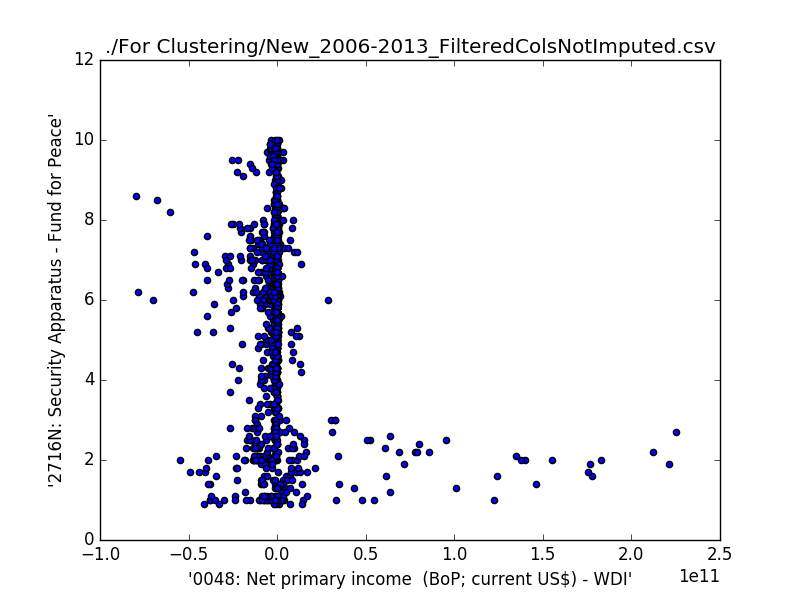 ./For Clustering/New_2006-2013_FilteredColsNotImputed.csv
12
10
8
6
4
2
0
'2716N: Security Apparatus - Fund for Peace'
−1.0 −0.5 0.0 0.5 1.0 1.5 2.0 2.5
1e11
'0048: Net primary income  (BoP; current US$) - WDI'